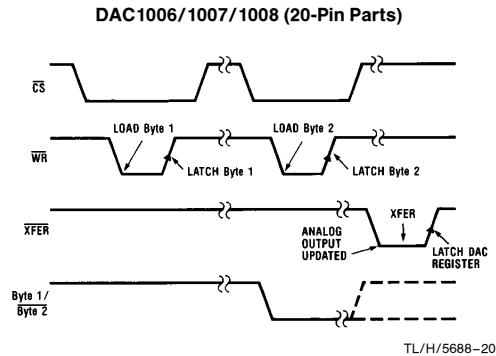 DAC1006/1007/1008 (20-Pin Parts)
CS
LOAD Byte 1
LOAD Byte 2
WR
LATCH Byte 1
LATCH Byte 2
XFER
XFER
ANALOG
OUTPUT
UPDATED
LATCH DAC
REGISTER
Byte 1/
Byte 2
TL/H/5688–20